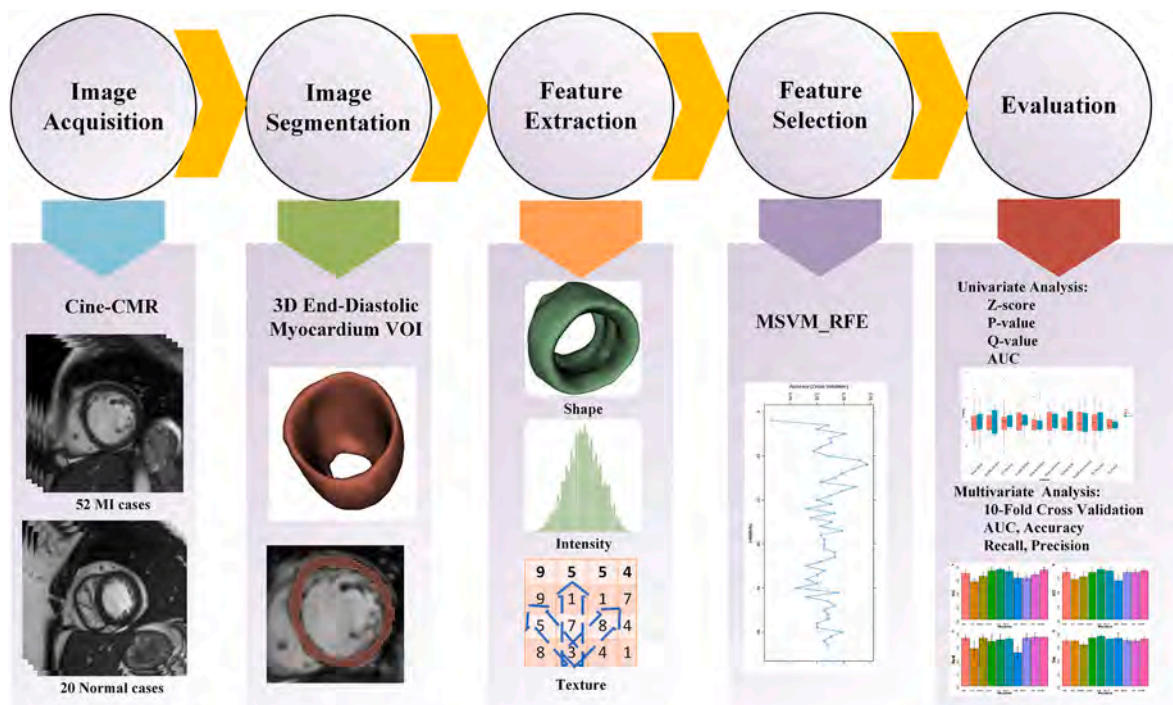 Image
Acquisition
Image
Segmentation
Feature
Extraction
Feature
Selection
Evaluation
Cine-CMR
52 MI cases
20 Normal cases
3D End-Diastolic
Myocardium VOI
Shape
Intensity
9 5 5 4
9 1 1 7
5 7 8 4
8 3 4 1
Texture
MSVM_RFE
Accuracy (Cross Validation)
Univariate Analysis:
Z-score
P-value
Q-value
AUC
Multivariate Analysis:
10-Fold Cross Validation
AUC, Accuracy
Recall, Precision